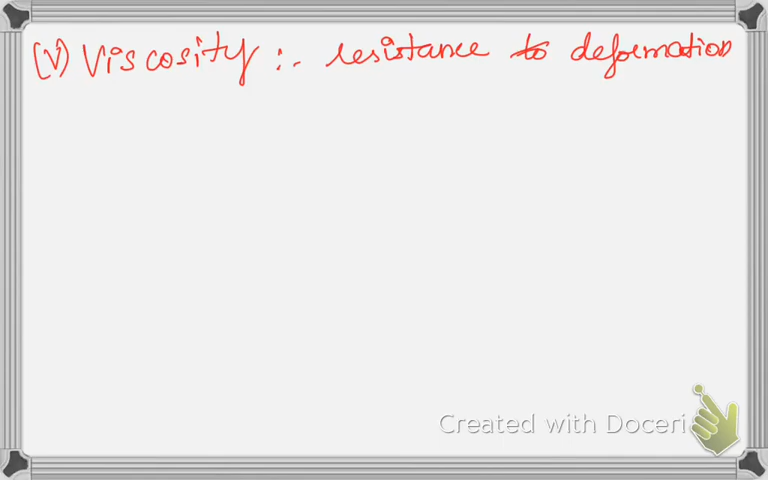 (V) Viscosity :- resistance to deformation
Created with Doceri